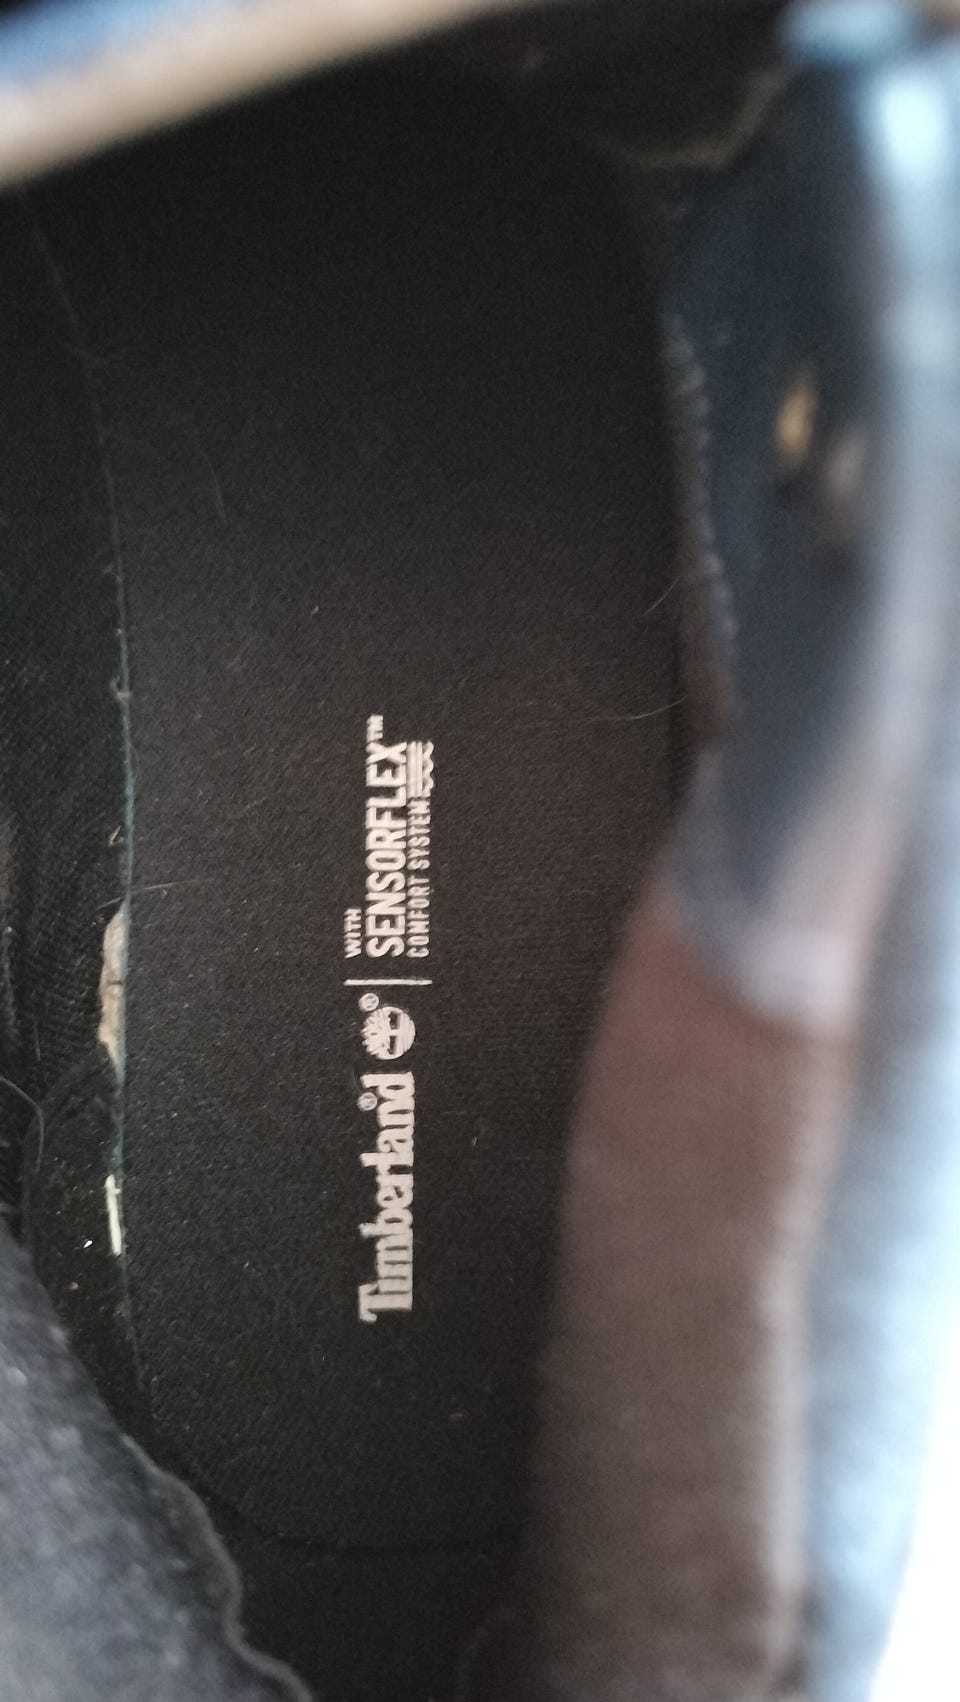 Timberland® ® | WITH
SENSORFLEX™
COMFORT SYSTEM